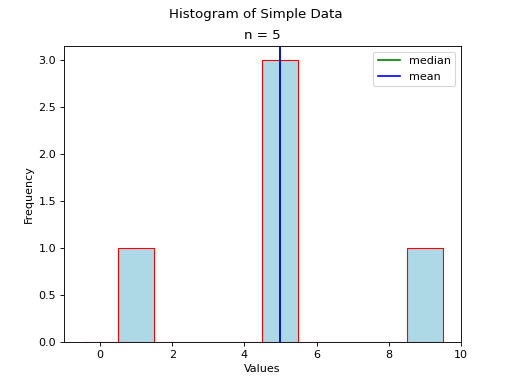 Histogram of Simple Data
n = 5
median
mean
Frequency
3.0
2.5
2.0
1.5
1.0
0.5
0.0
0 2 4 6 8 10
Values